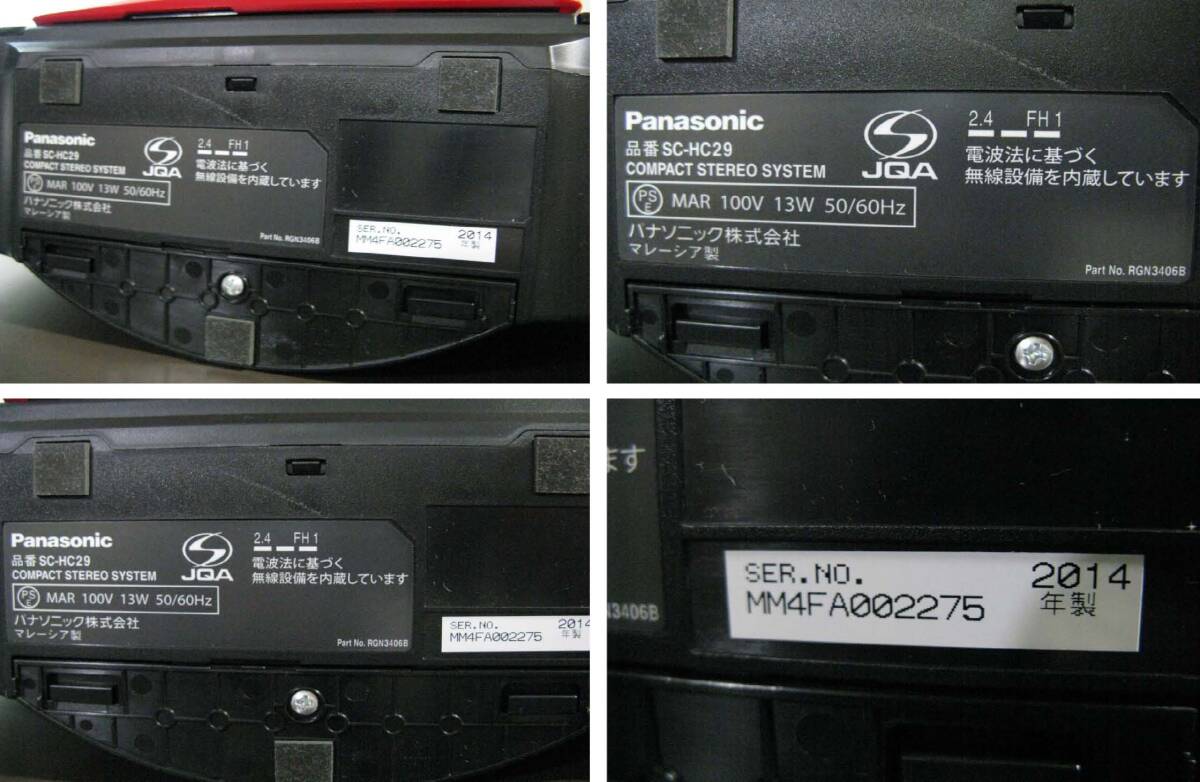 Panasonic
品番 SC-HC29
COMPACT STEREO SYSTEM
PS E MAR 100V 13W 50/60Hz
パナソニック株式会社
マレーシア製
JQA
2.4 FH 1
電波法に基づく
無線設備を内蔵しています
Part No. RGN3406B
SER.NO. 2014
MM4FA002275 年製
Panasonic
品番 SC-HC29
COMPACT STEREO SYSTEM
PS E MAR 100V 13W 50/60Hz
パナソニック株式会社
マレーシア製
JQA
2.4 FH 1
電波法に基づく
無線設備を内蔵しています
Part No. RGN3406B
Panasonic
品番 SC-HC29
COMPACT STEREO SYSTEM
PS E MAR 100V 13W 50/60Hz
パナソニック株式会社
マレーシア製
JQA
2.4 FH 1
電波法に基づく
無線設備を内蔵しています
Part No. RGN3406B
SER.NO. 2014
MM4FA002275 年製
ます
3406B
SER.NO. 2014
MM4FA002275 年製